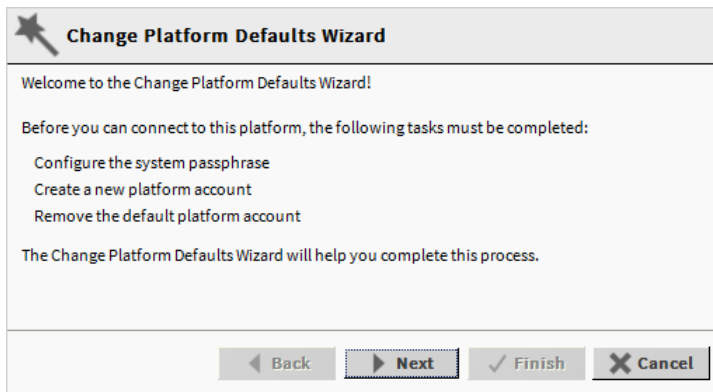 Change Platform Defaults Wizard
Welcome to the Change Platform Defaults Wizard!
Before you can connect to this platform, the following tasks must be completed:
Configure the system passphrase
Create a new platform account
Remove the default platform account
The Change Platform Defaults Wizard will help you complete this process.
Back Next Finish Cancel